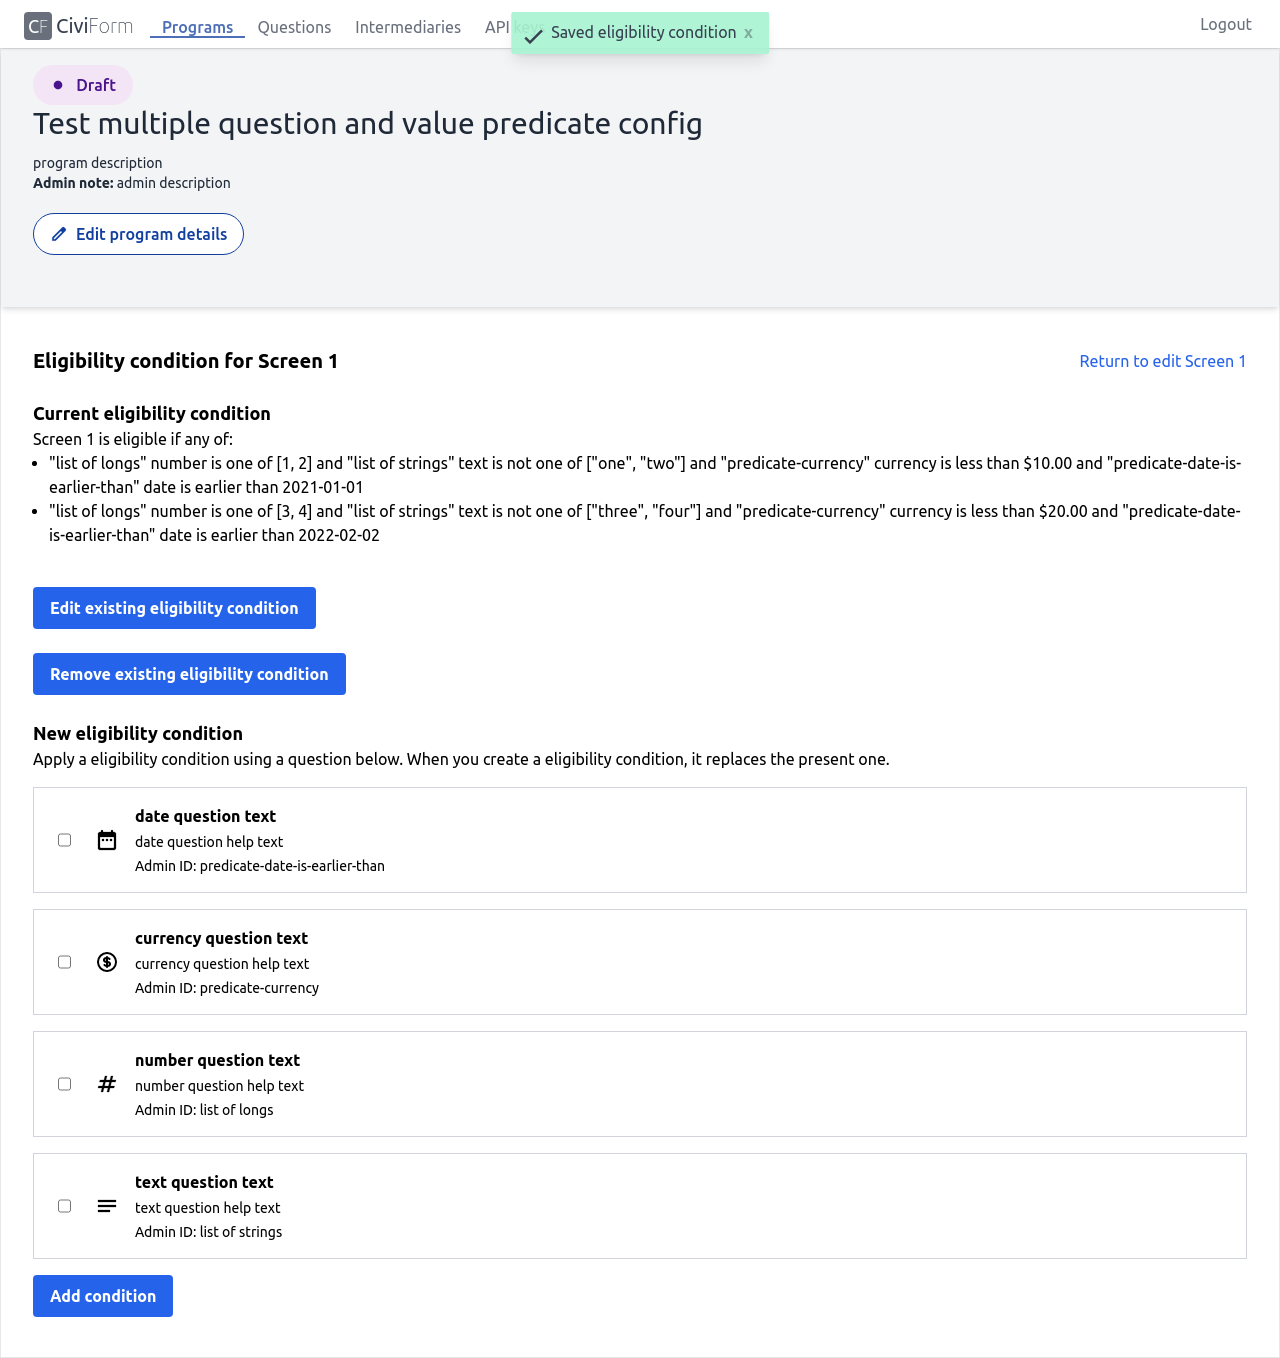 CF CiviForm Programs Questions Intermediaries API keys Saved eligibility condition x Logout
Draft
Test multiple question and value predicate config
program description
Admin note: admin description
Edit program details
Eligibility condition for Screen 1
Return to edit Screen 1
Current eligibility condition
Screen 1 is eligible if any of:
• "list of longs" number is one of [1, 2] and "list of strings" text is not one of ["one", "two"] and "predicate-currency" currency is less than $10.00 and "predicate-date-is-
earlier-than" date is earlier than 2021-01-01
• "list of longs" number is one of [3, 4] and "list of strings" text is not one of ["three", "four"] and "predicate-currency" currency is less than $20.00 and "predicate-date-
is-earlier-than" date is earlier than 2022-02-02
Edit existing eligibility condition
Remove existing eligibility condition
New eligibility condition
Apply a eligibility condition using a question below. When you create a eligibility condition, it replaces the present one.
date question text
date question help text
Admin ID: predicate-date-is-earlier-than
currency question text
currency question help text
Admin ID: predicate-currency
number question text
number question help text
Admin ID: list of longs
text question text
text question help text
Admin ID: list of strings
Add condition